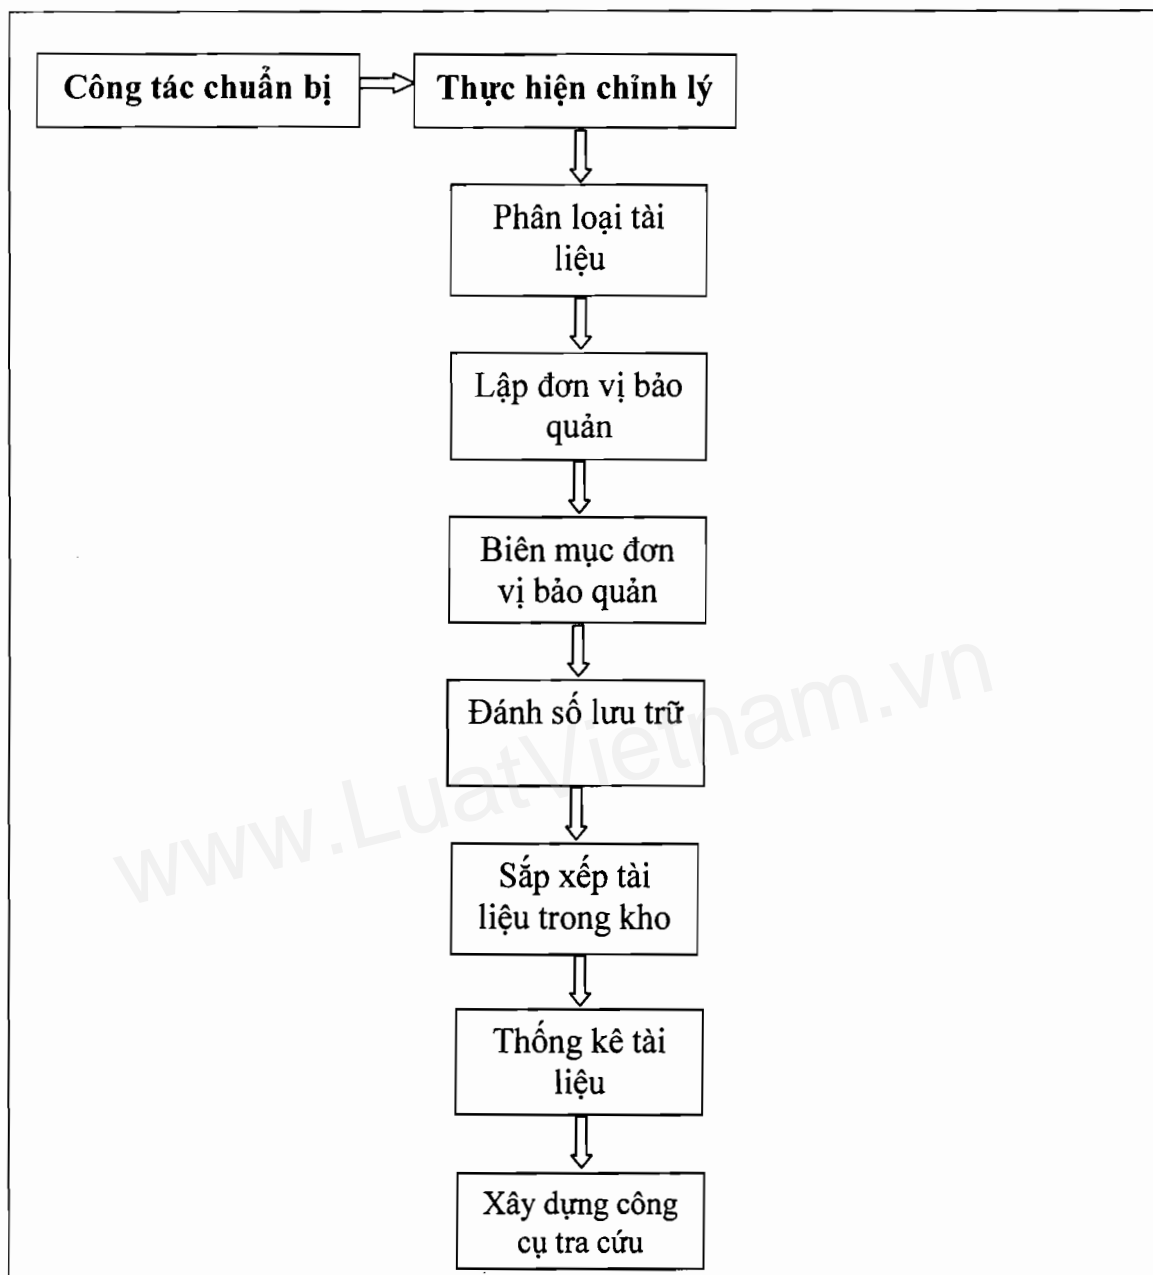 Công tác chuẩn bị
Thực hiện chỉnh lý
Phân loại tài
liệu
Lập đơn vị bảo
quản
Biên mục đơn
vị bảo quản
Đánh số lưu trữ
Sắp xếp tài
liệu trong kho
Thống kê tài
liệu
Xây dựng công
cụ tra cứu
www.LuatVietnam.vn